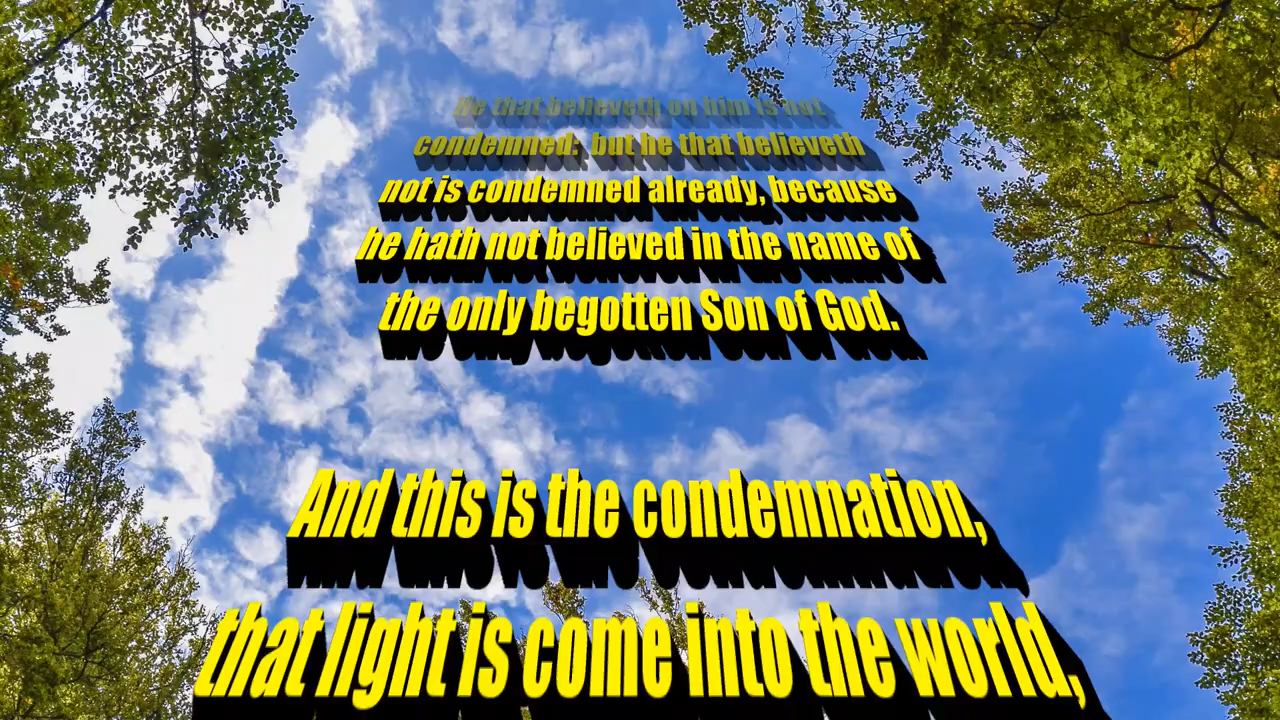 He that believeth on him is not
condemned: but he that believeth
not is condemned already, because
he hath not believed in the name of
the only begotten Son of God.
And this is the condemnation,
that light is come into the world,